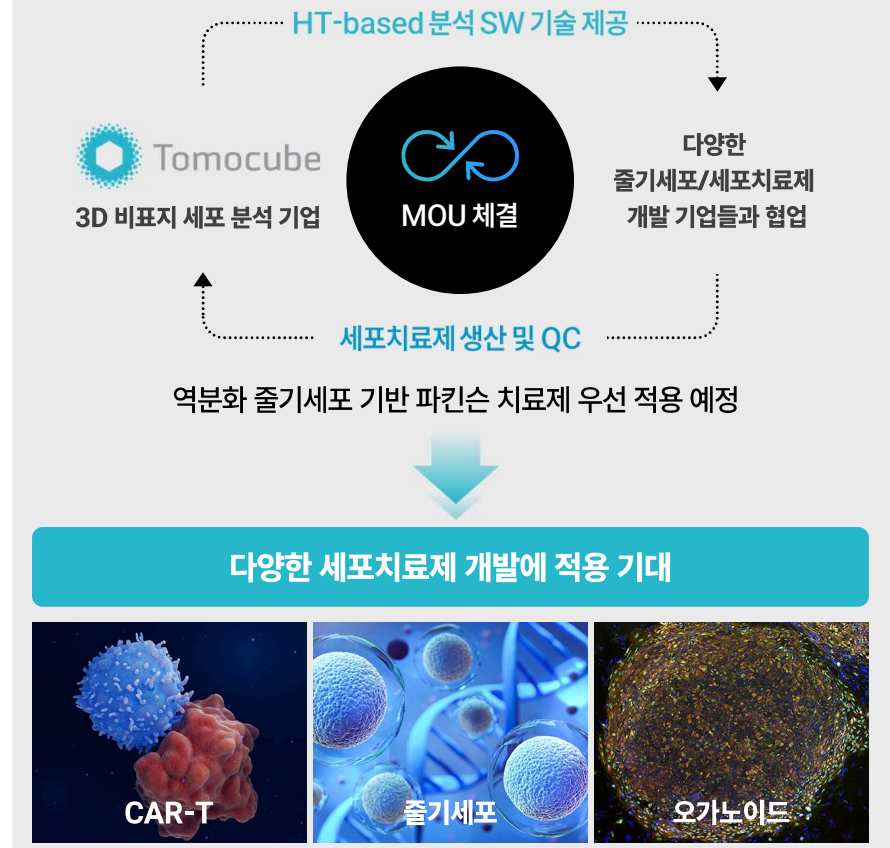 HT-based 분석 SW 기술 제공
Tomocube
3D 비표지 세포 분석 기업
MOU 체결
다양한
줄기세포/세포치료제
개발 기업들과 협업
세포치료제 생산 및 QC
역분화 줄기세포 기반 파킨슨 치료제 우선 적용 예정
다양한 세포치료제 개발에 적용 기대
CAR-T
줄기세포
오가노이드